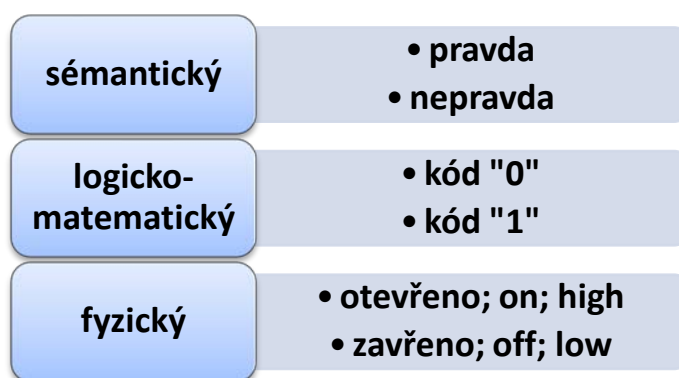 sémantický
• pravda
• nepravda
logicko-
matematický
• kód "0"
• kód "1"
fyzický
• otevřeno; on; high
• zavřeno; off; low